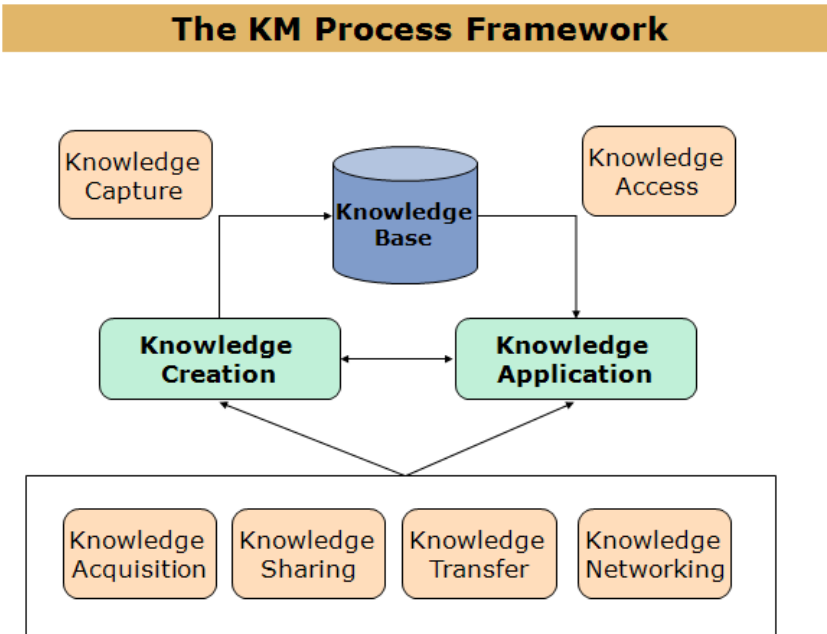 The KM Process Framework
Knowledge
Capture
Knowledge
Base
Knowledge
Access
Knowledge
Creation
Knowledge
Application
Knowledge
Acquisition
Knowledge
Sharing
Knowledge
Transfer
Knowledge
Networking